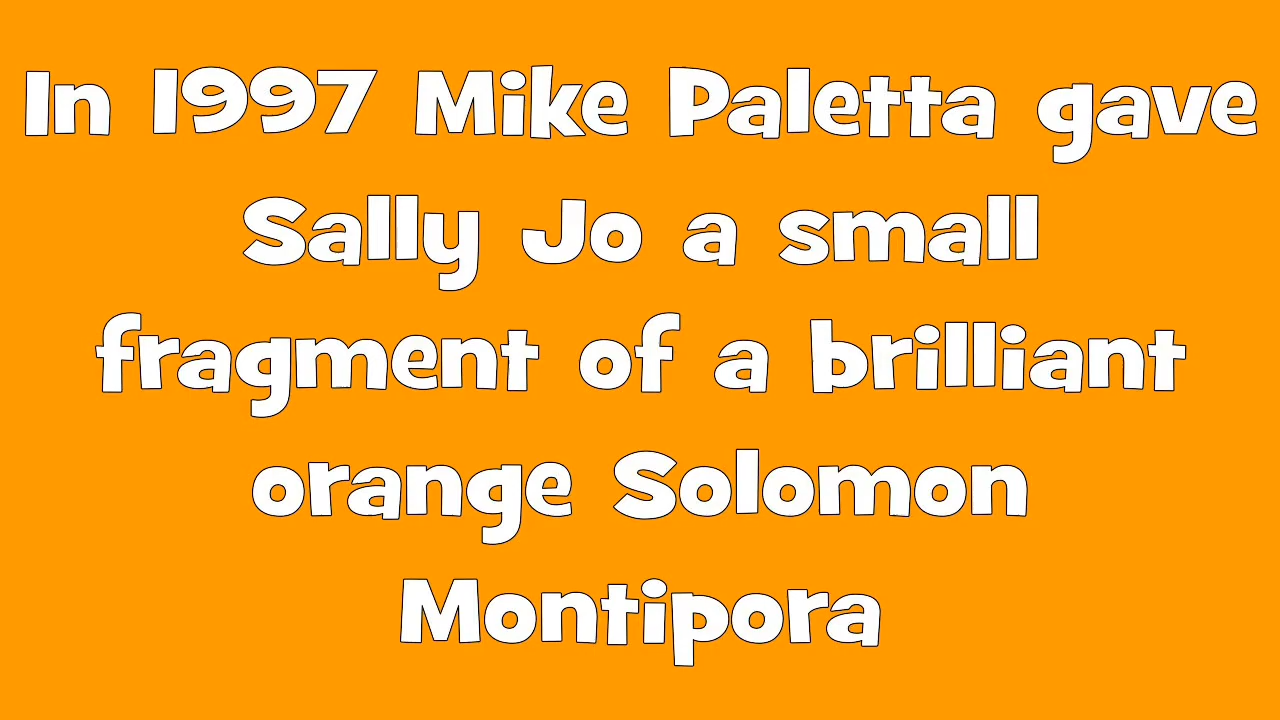 In 1997 Mike Paletta gave
Sally Jo a small
fragment of a brilliant
orange Solomon
Montipora